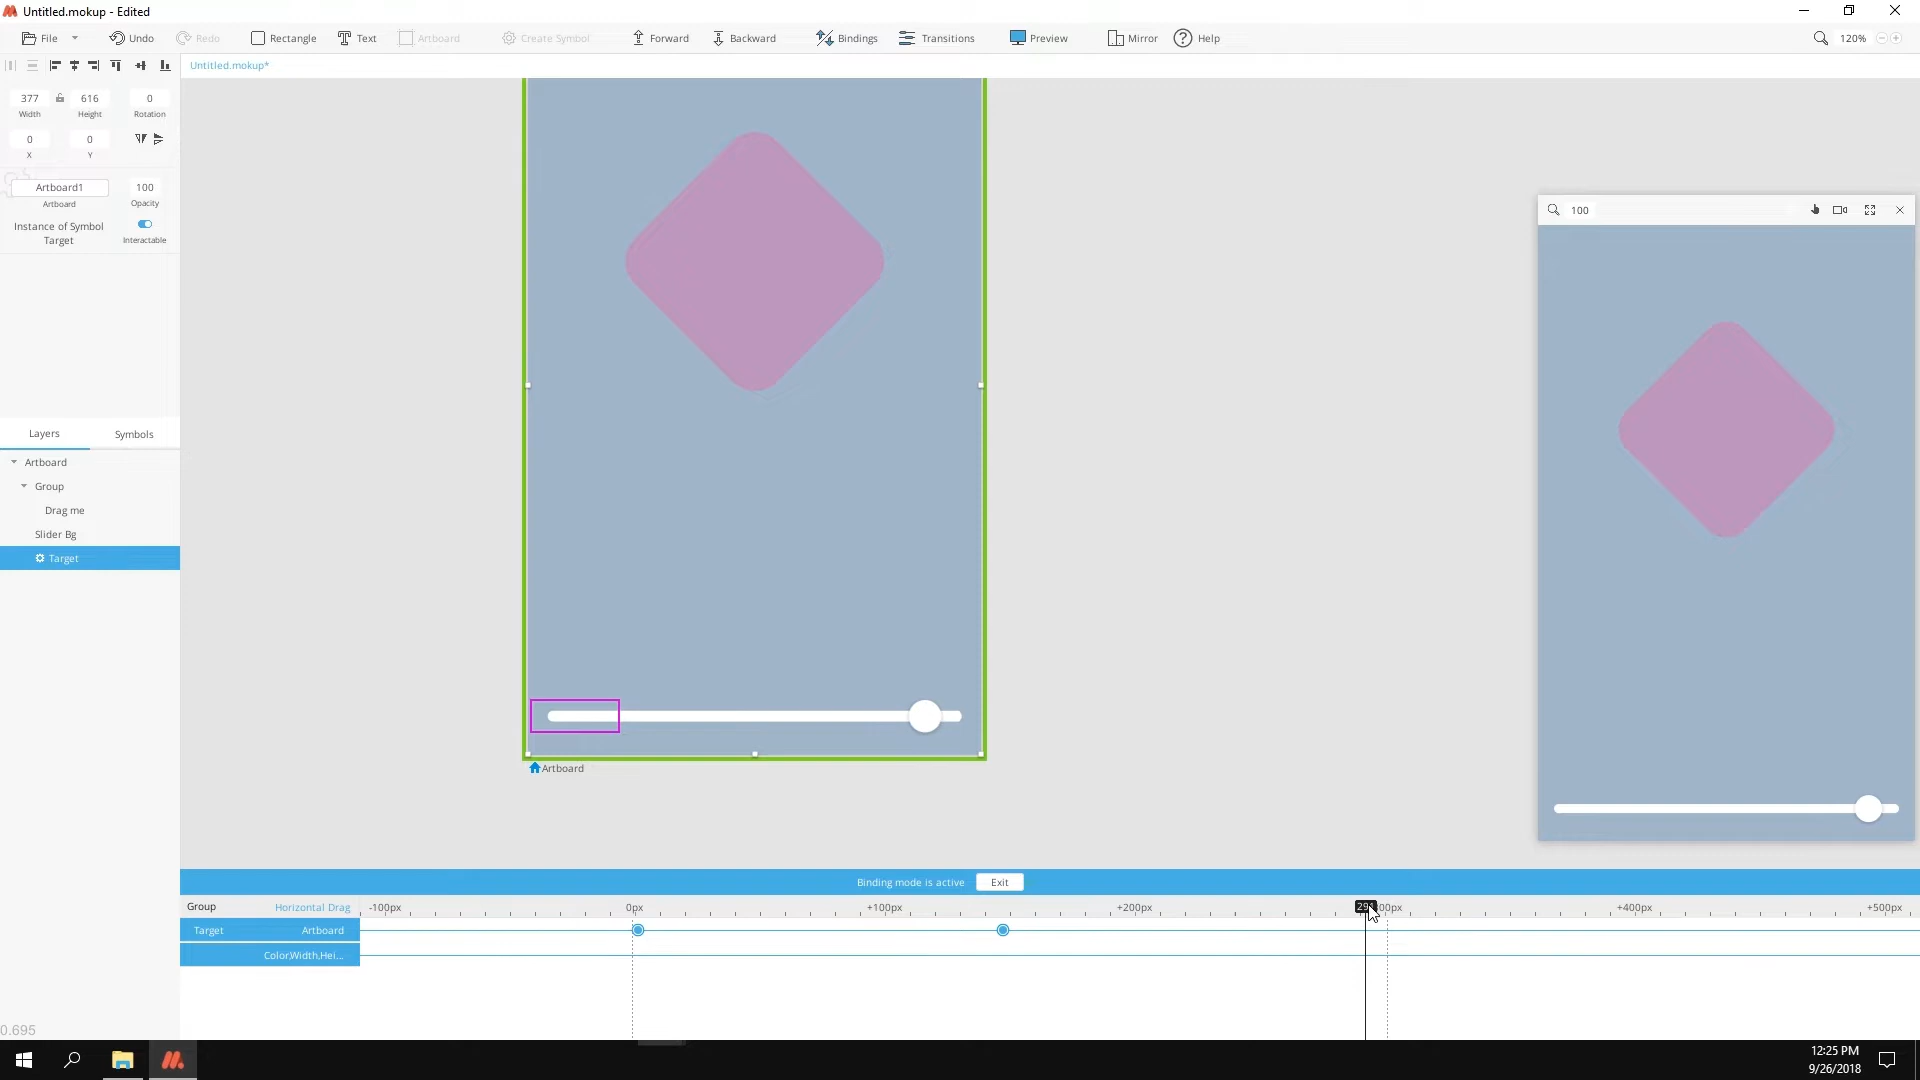 Untitled.mokup - Edited
File Undo Redo Rectangle Text Artboard Create Symbol Forward Backward Bindings Transitions Preview Mirror Help 120%
Untitled.mokup*
377 616 0
Width Height Rotation
0 0
X Y
Artboard1 100
Artboard Opacity
Instance of Symbol
Target
Interactable
100
Layers Symbols
Artboard
Group
Drag me
Slider Bg
Target
Artboard
Binding mode is active Exit
Group Horizontal Drag -100px 0px +100px +200px +400px +500px
Target Artboard
Color,Width,Hei...
0.695
12:25 PM
9/26/2018